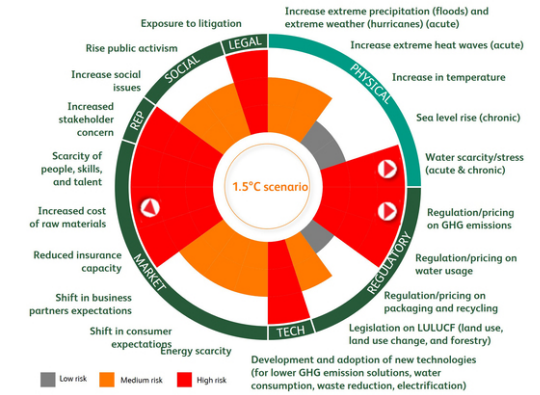 Increase extreme precipitation (floods) and
extreme weather (hurricanes) (acute)
Exposure to litigation
LEGAL
Increase extreme heat waves (acute)
Rise public activism
SOCIAL
PHYSICAL
Increase in temperature
Increase social
issues
Increased
stakeholder
concern
REP
Sea level rise (chronic)
Scarcity of
people, skills,
and talent
Water scarcity/stress
(acute & chronic)
1.5°C scenario
Increased cost
of raw materials
Regulation/pricing
on GHG emissions
Reduced insurance
capacity
MARKET
REGULATORY
Regulation/pricing on
water usage
Shift in business
partners expectations
Regulation/pricing on
packaging and recycling
Shift in consumer
expectations
TECH
Legislation on LULUCF (land use,
land use change, and forestry)
Energy scarcity
Development and adoption of new technologies
(for lower GHG emission solutions, water
consumption, waste reduction, electrification)
Low risk
Medium risk
High risk